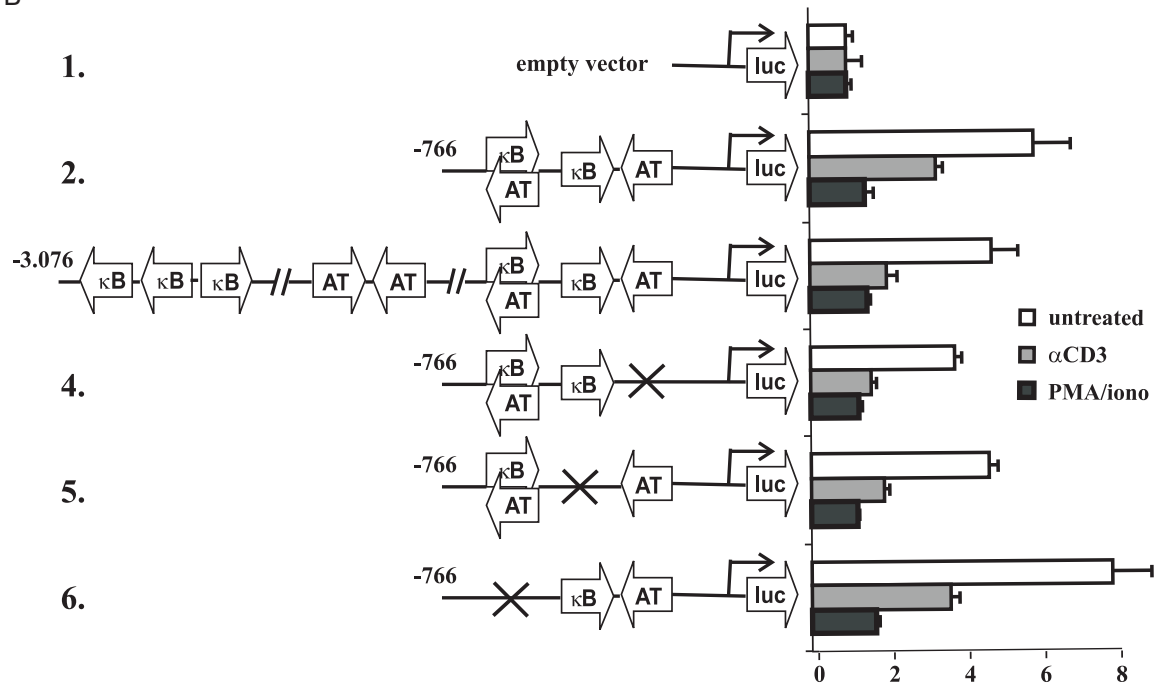 1.
empty vector
luc
-766
2.
κB
AT
κB
AT
luc
-3.076
κB
κB
κB
AT
AT
κB
AT
κB
AT
luc
untreated
αCD3
PMA/iono
-766
4.
κB
AT
κB
luc
-766
5.
κB
AT
AT
luc
-766
6.
κB
AT
luc
0 2 4 6 8